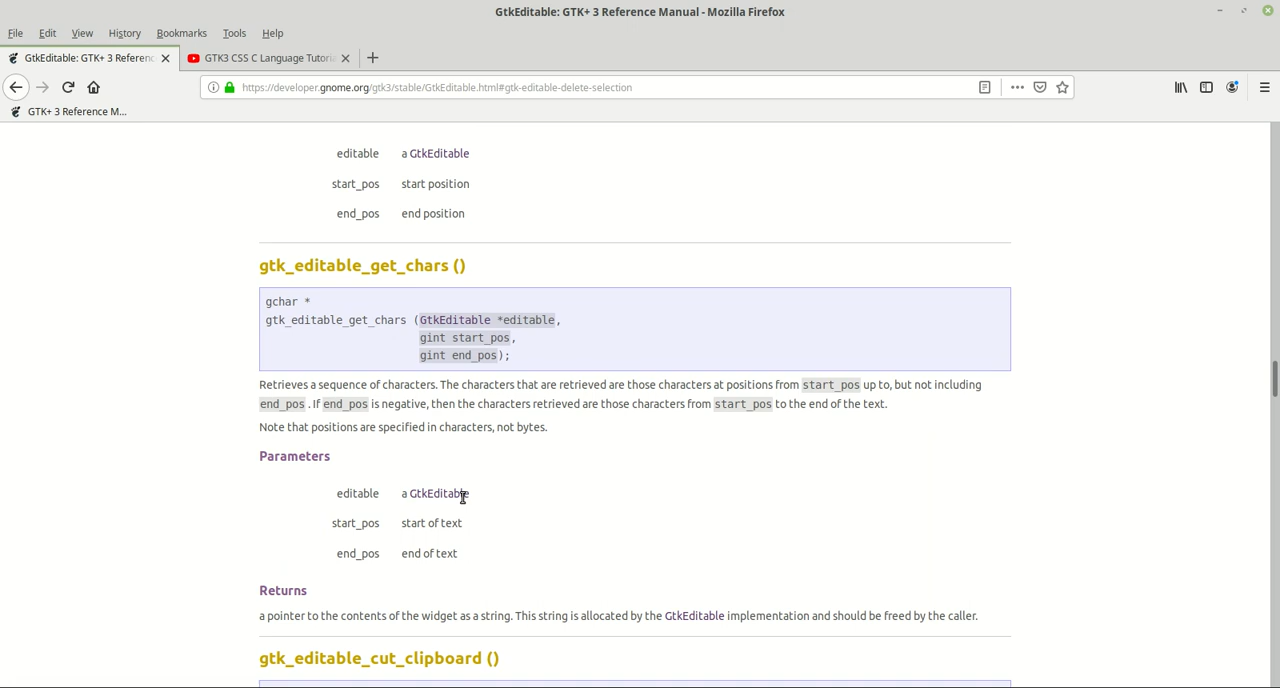 GtkEditable: GTK+ 3 Reference Manual - Mozilla Firefox
File Edit View History Bookmarks Tools Help
GtkEditable: GTK+ 3 Referenc GTK3 CSS C Language Tutori
https://developer.gnome.org/gtk3/stable/GtkEditable.html#gtk-editable-delete-selection
GTK+ 3 Reference M...
editable a GtkEditable
start_pos start position
end_pos end position
gtk_editable_get_chars ()
gchar *
gtk_editable_get_chars (GtkEditable *editable,
gint start_pos,
gint end_pos);
Retrieves a sequence of characters. The characters that are retrieved are those characters at positions from start_pos up to, but not including
end_pos . If end_pos is negative, then the characters retrieved are those characters from start_pos to the end of the text.
Note that positions are specified in characters, not bytes.
Parameters
editable a GtkEditable
start_pos start of text
end_pos end of text
Returns
a pointer to the contents of the widget as a string. This string is allocated by the GtkEditable implementation and should be freed by the caller.
gtk_editable_cut_clipboard ()